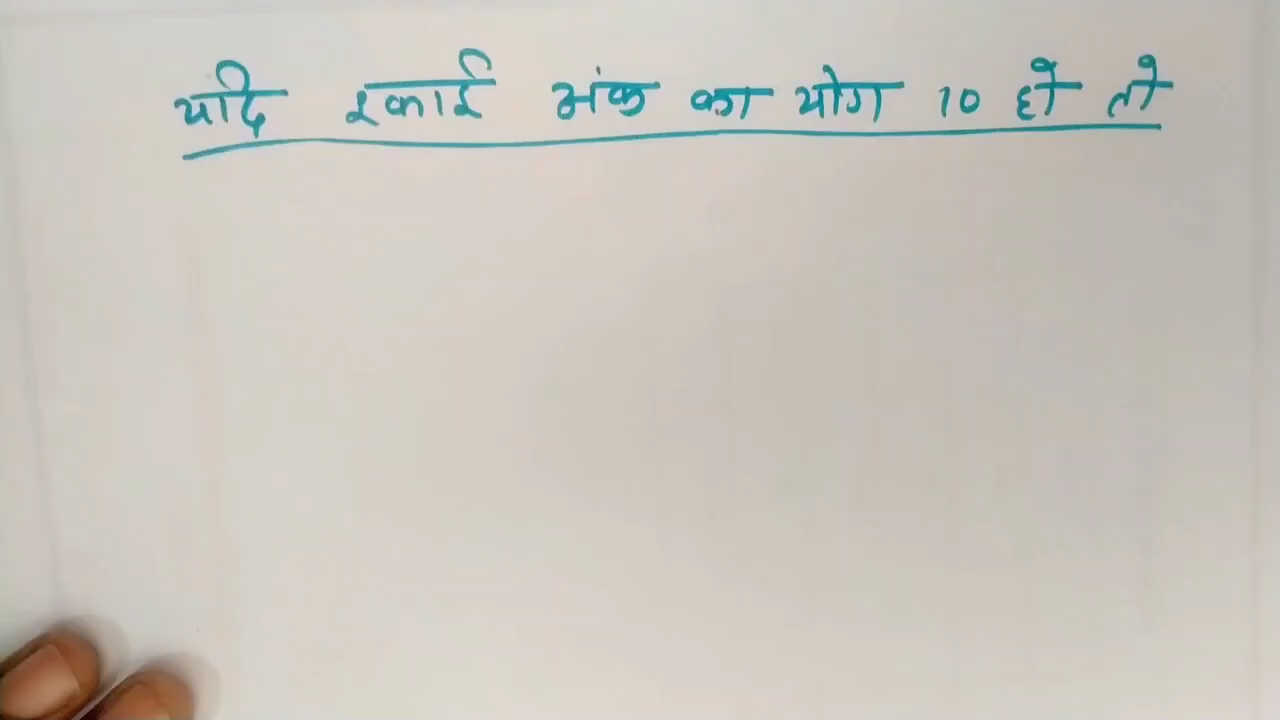 यदि इकाई अंक का योग 10 हो तो